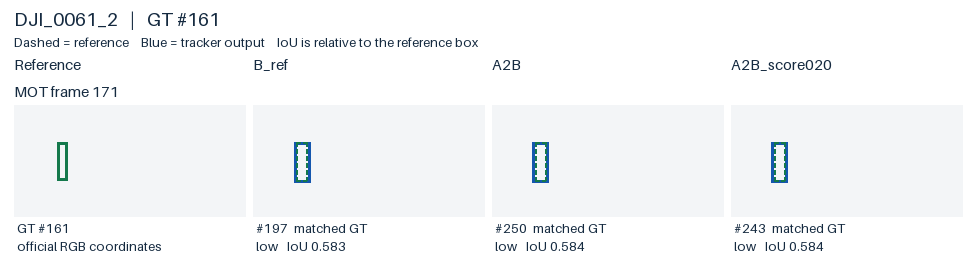 DJI_0061_2 | GT #161
Dashed = reference Blue = tracker output IoU is relative to the reference box
Reference B_ref A2B A2B_score020
MOT frame 171
GT #161 #197 matched GT #250 matched GT #243 matched GT
official RGB coordinates low IoU 0.583 low IoU 0.584 low IoU 0.584